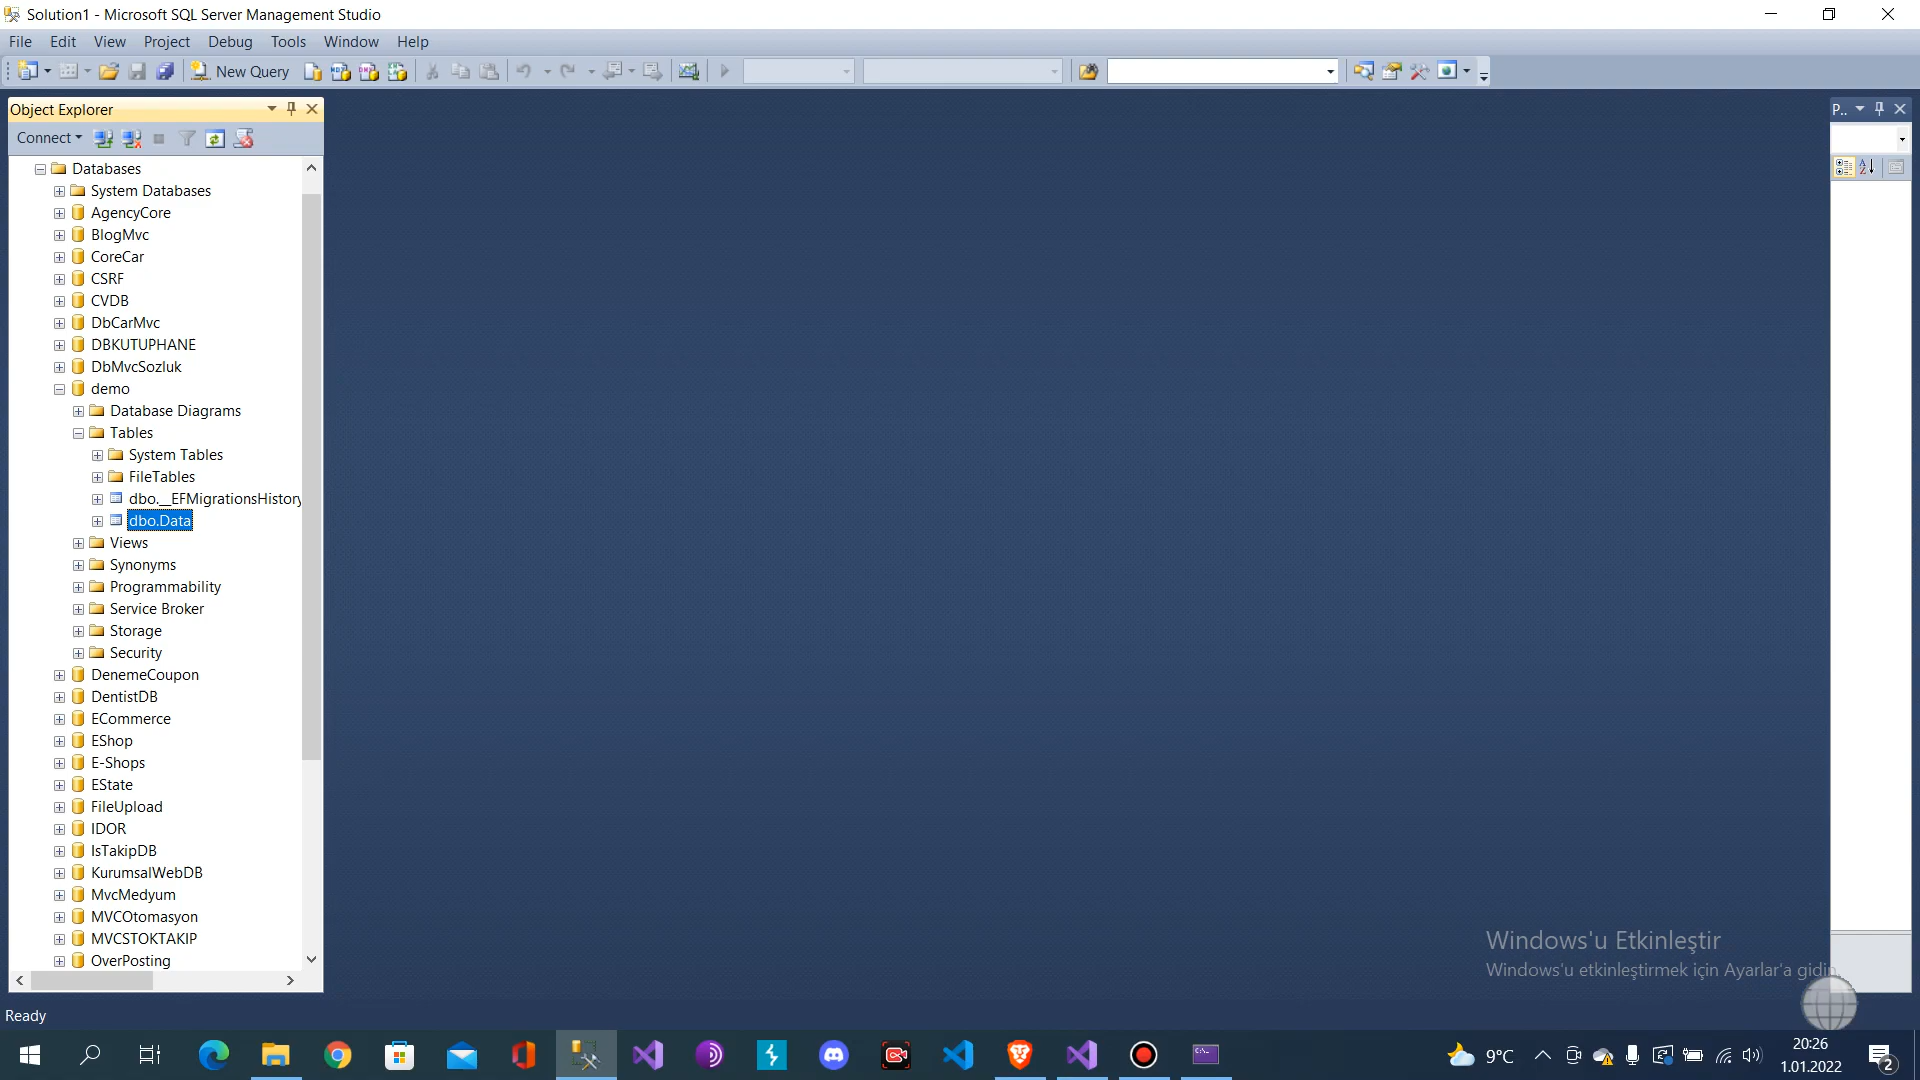 Solution1 - Microsoft SQL Server Management Studio
File Edit View Project Debug Tools Window Help
New Query
Object Explorer
P..
Connect
Databases
System Databases
AgencyCore
BlogMvc
CoreCar
CSRF
CVDB
DbCarMvc
DBKUTUPHANE
DbMvcSozluk
demo
Database Diagrams
Tables
System Tables
FileTables
dbo.__EFMigrationsHistory
dbo.Data
Views
Synonyms
Programmability
Service Broker
Storage
Security
DenemeCoupon
DentistDB
ECommerce
EShop
E-Shops
EState
FileUpload
IDOR
IsTakipDB
KurumsalWebDB
MvcMedyum
MVCOtomasyon
MVCSTOKTAKIP
OverPosting
Windows'u Etkinleştir
Windows'u etkinleştirmek için Ayarlar'a gidin.
Ready
9°C
20:26
1.01.2022
2